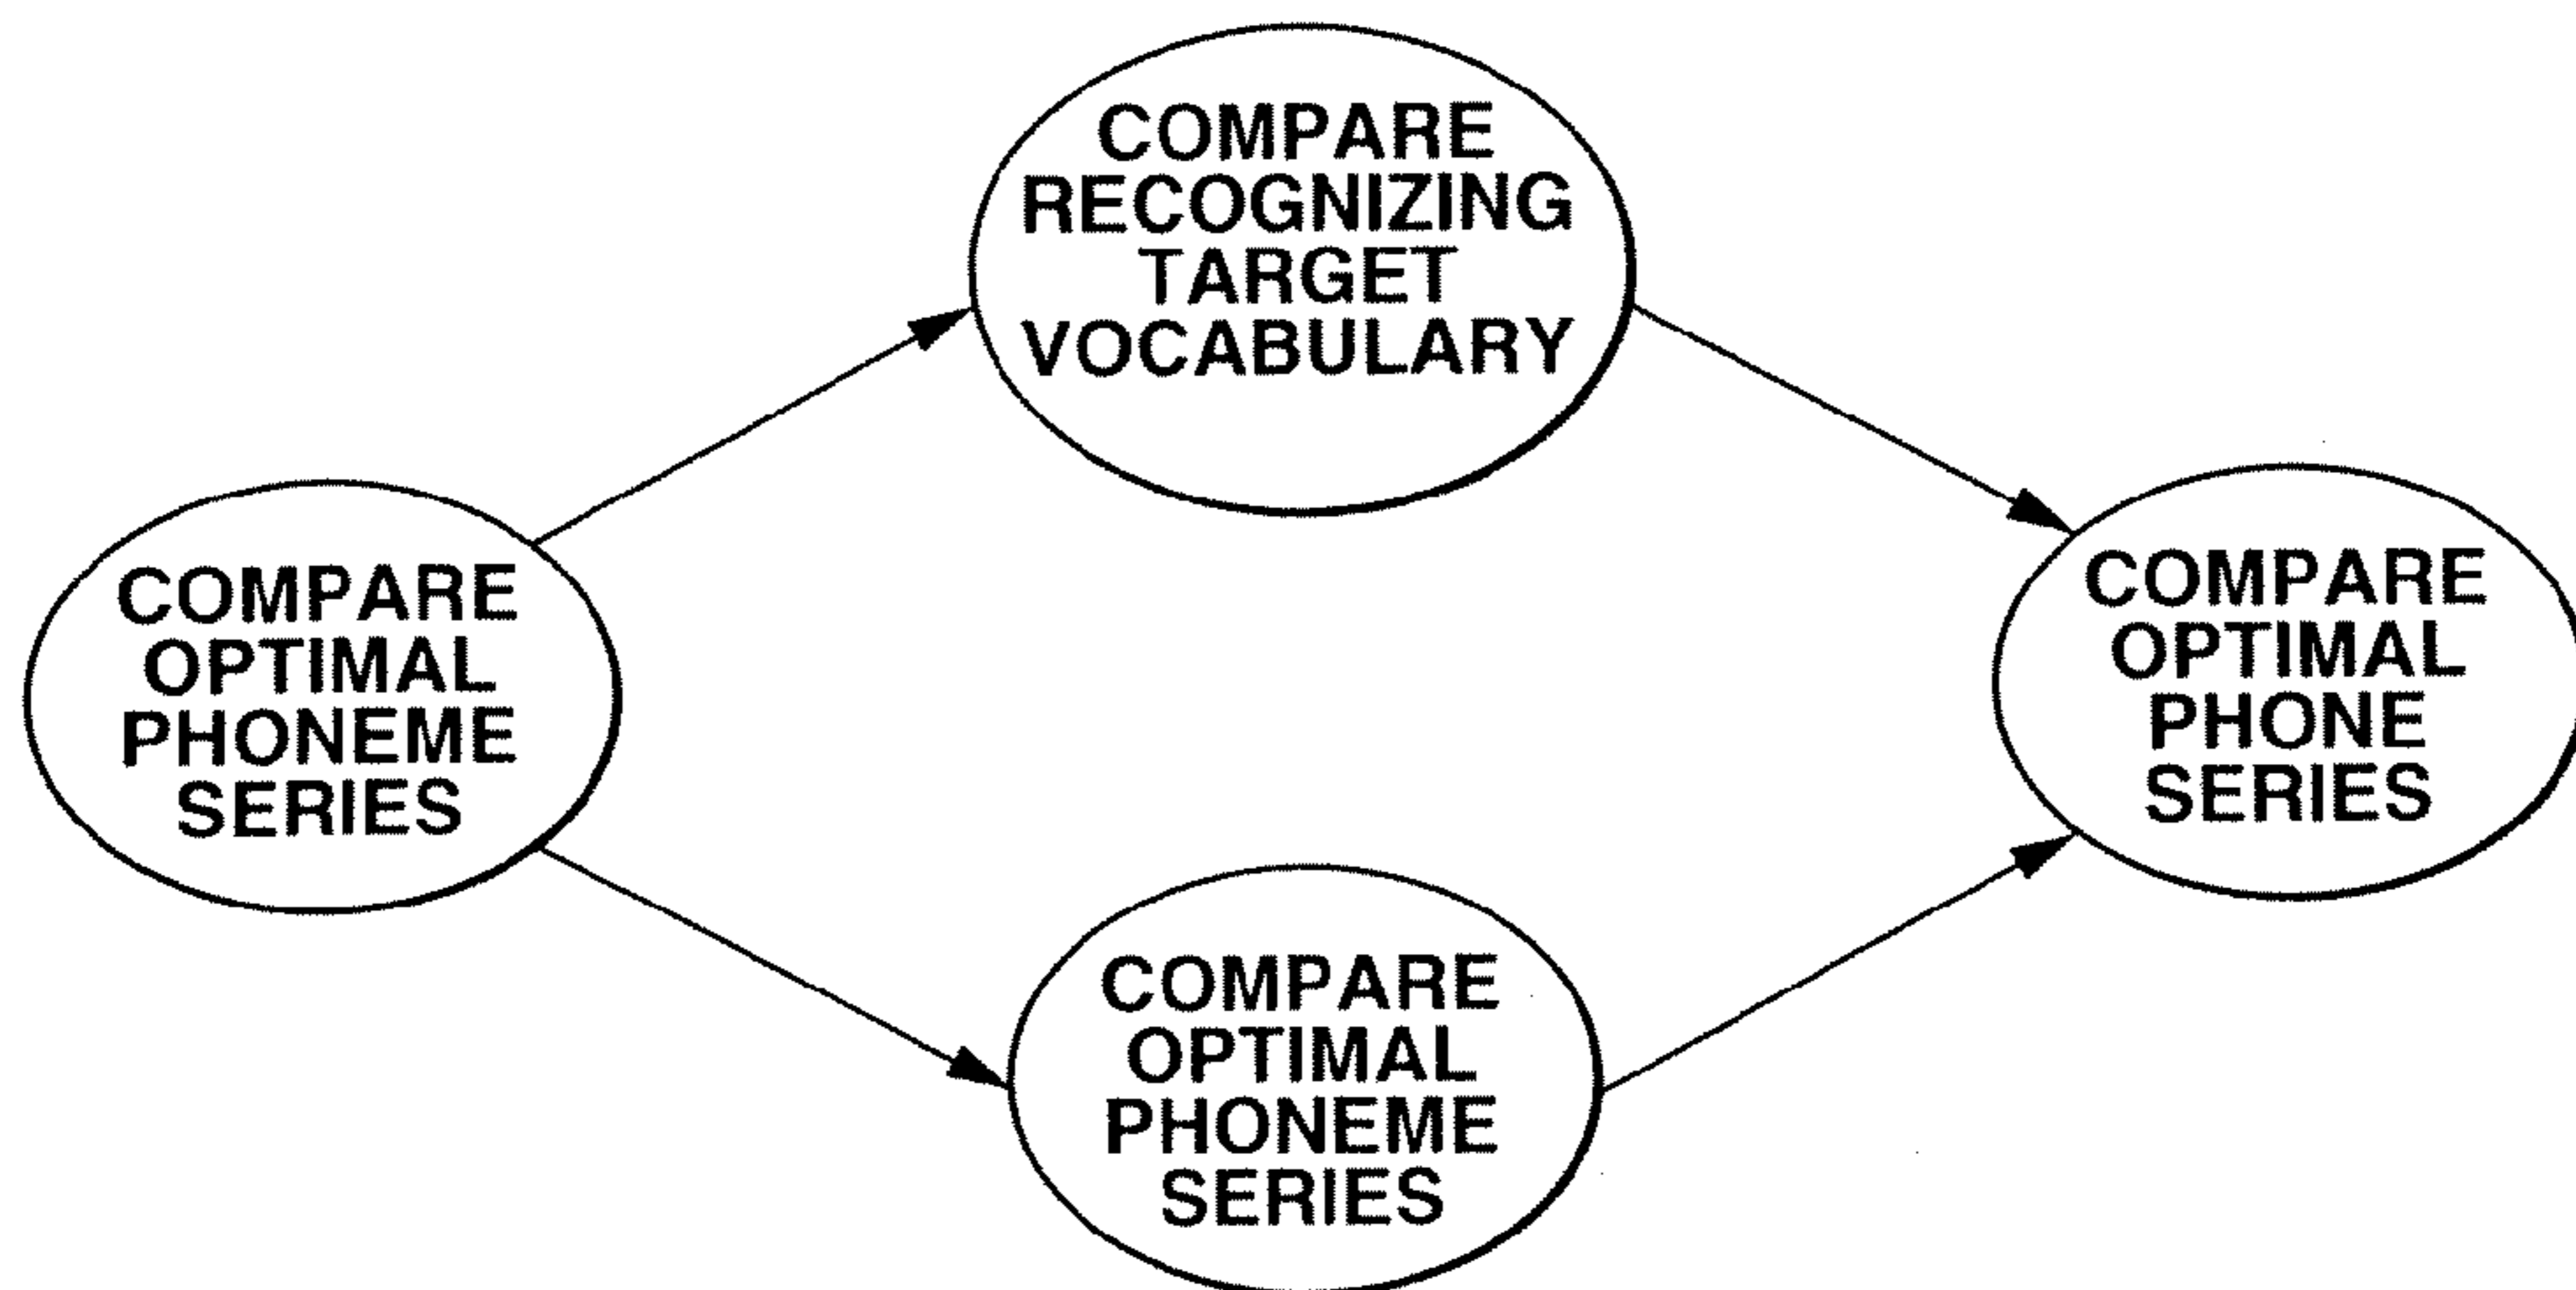 COMPARE
RECOGNIZING
TARGET
VOCABULARY
COMPARE
OPTIMAL
PHONEME
SERIES
COMPARE
OPTIMAL
PHONE
SERIES
COMPARE
OPTIMAL
PHONEME
SERIES